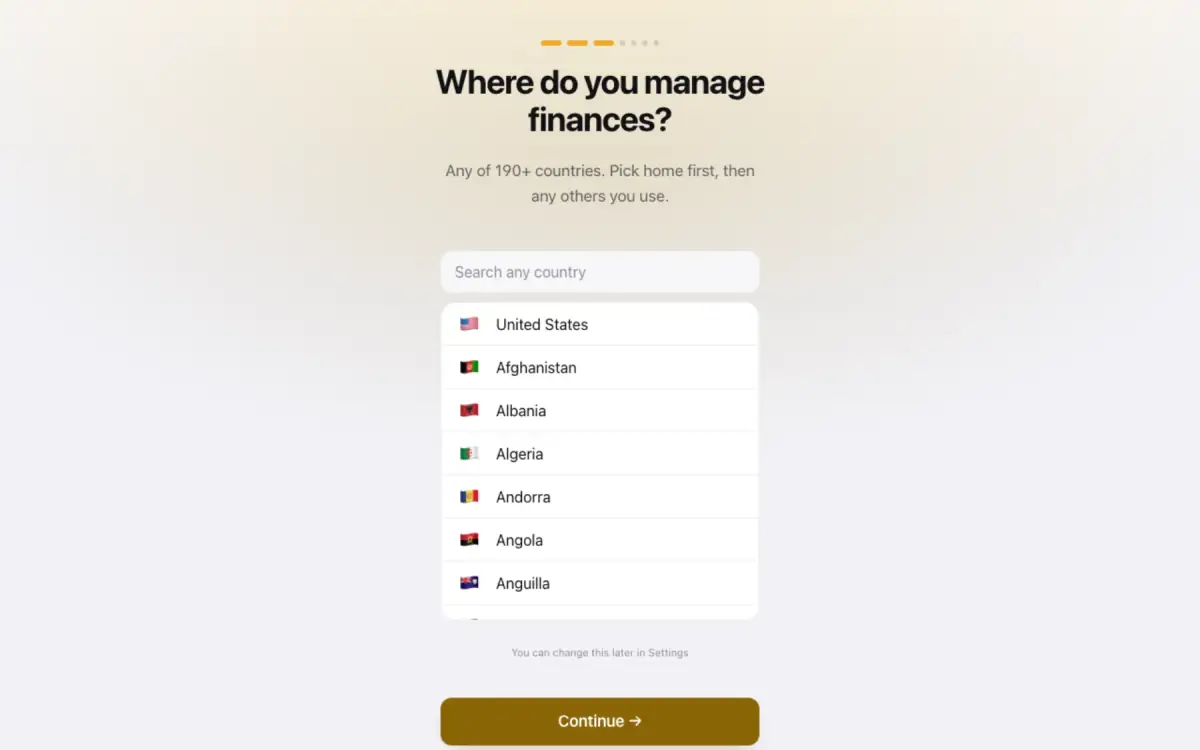 Where do you manage
finances?
Any of 190+ countries. Pick home first, then
any others you use.
Search any country
United States
Afghanistan
Albania
Algeria
Andorra
Angola
Anguilla
You can change this later in Settings
Continue →